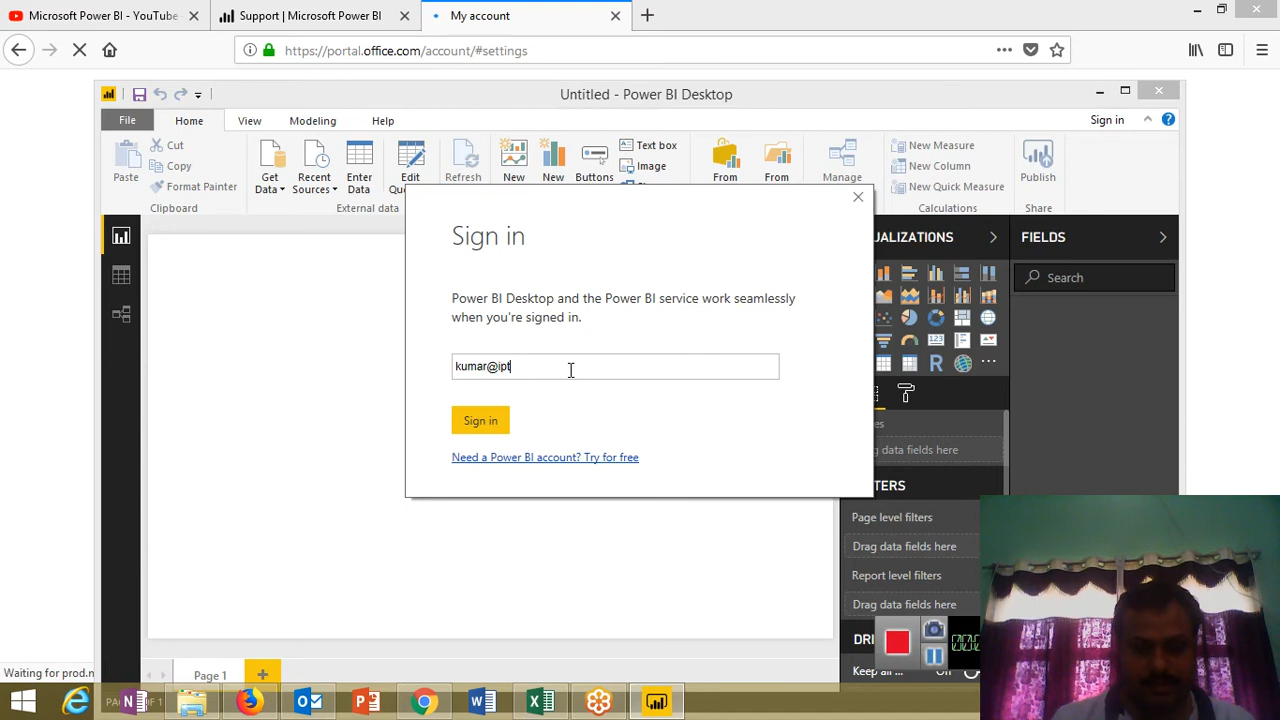 Microsoft Power BI - YouTube
Support | Microsoft Power BI
My account
https://portal.office.com/account/#settings
Untitled - Power BI Desktop
File Home View Modeling Help
Sign in
Paste
Cut
Copy
Format Painter
Clipboard
Get Data
Recent Sources
Enter Data
Edit
External data
Refresh
New
New
Buttons
Text box
Image
From
From
Manage
New Measure
New Column
New Quick Measure
Calculations
Publish
Share
Sign in
Power BI Desktop and the Power BI service work seamlessly
when you're signed in.
kumar@ipt
Sign in
Need a Power BI account? Try for free
FIELDS
Search
Page level filters
Drag data fields here
Report level filters
Drag data fields here
Page 1
Waiting for prod.